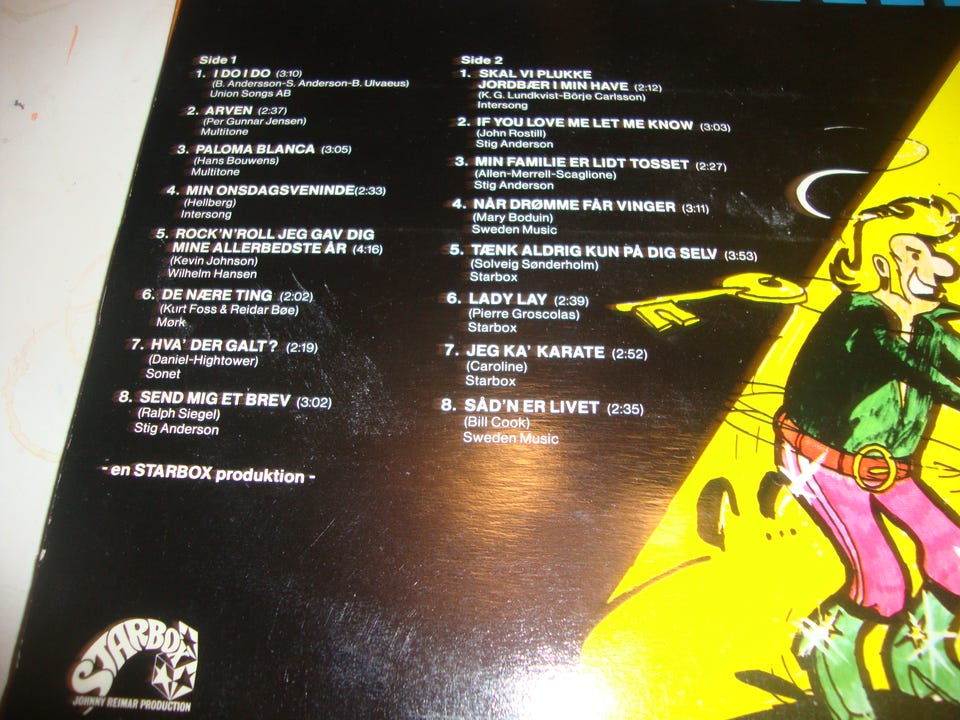 Side 1
1. I DO I DO (3:10)
(B. Andersson-S. Anderson-B. Ulvaeus)
Union Songs AB
2. ARVEN (2:37)
(Per Gunnar Jensen)
Multitone
3. PALOMA BLANCA (3:05)
(Hans Bouwens)
Multitone
4. MIN ONSDAGSVENINDE (2:33)
(Hellberg)
Intersong
5. ROCK'N'ROLL JEG GAV DIG
MINE ALLERBEDSTE ÅR (4:16)
(Kevin Johnson)
Wilhelm Hansen
6. DE NÆRE TING (2:02)
(Kurt Foss & Reidar Bøe)
Mørk
7. HVA' DER GALT? (2:19)
(Daniel-Hightower)
Sonet
8. SEND MIG ET BREV (3:02)
(Ralph Siegel)
Stig Anderson
- en STARBOX produktion -
Side 2
1. SKAL VI PLUKKE
JORDBÆR I MIN HAVE (2:12)
(K. G. Lundkvist-Börje Carlsson)
Intersong
2. IF YOU LOVE ME LET ME KNOW (3:03)
(John Rostill)
Stig Anderson
3. MIN FAMILIE ER LIDT TOSSET (2:27)
(Allen-Merrell-Scaglione)
Stig Anderson
4. NÅR DRØMME FÅR VINGER (3:11)
(Mary Boduin)
Sweden Music
5. TÆNK ALDRIG KUN PÅ DIG SELV (3:53)
(Solveig Sønderholm)
Starbox
6. LADY LAY (2:39)
(Pierre Groscolas)
Starbox
7. JEG KA' KARATE (2:52)
(Caroline)
Starbox
8. SÅD'N ER LIVET (2:35)
(Bill Cook)
Sweden Music
STARBOX
JOHNNY REIMAR PRODUCTION